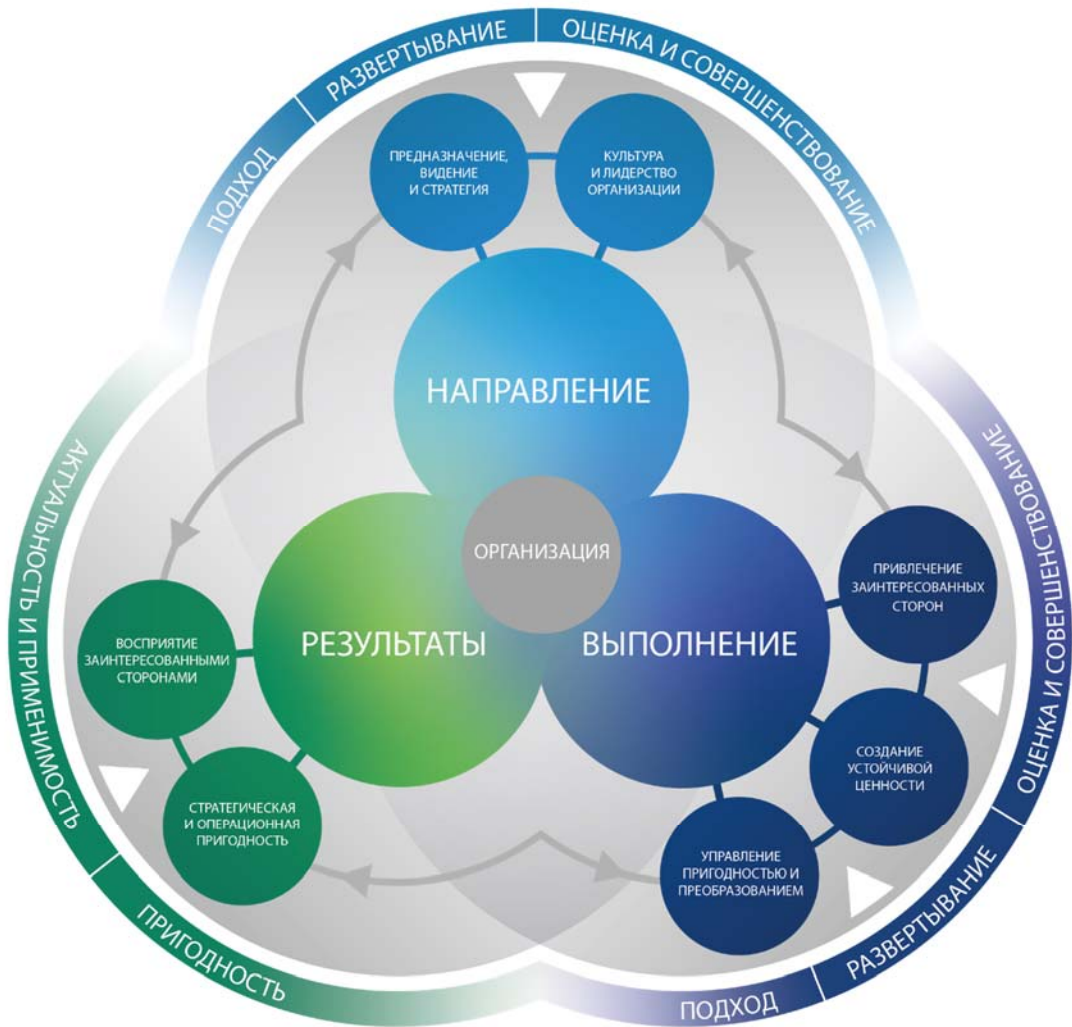 ПОДХОД
РАЗВЕРТЫВАНИЕ
ОЦЕНКА И СОВЕРШЕНСТВОВАНИЕ
ПРЕДНАЗНАЧЕНИЕ,
ВИДЕНИЕ
И СТРАТЕГИЯ
КУЛЬТУРА
И ЛИДЕРСТВО
ОРГАНИЗАЦИИ
НАПРАВЛЕНИЕ
ОРГАНИЗАЦИЯ
РЕЗУЛЬТАТЫ
ВЫПОЛНЕНИЕ
ПРИВЛЕЧЕНИЕ
ЗАИНТЕРЕСОВАННЫХ
СТОРОН
СОЗДАНИЕ
УСТОЙЧИВОЙ
ЦЕННОСТИ
УПРАВЛЕНИЕ
ПРИГОДНОСТЬЮ И
ПРЕОБРАЗОВАНИЕМ
ВОСПРИЯТИЕ
ЗАИНТЕРЕСОВАННЫМИ
СТОРОНАМИ
СТРАТЕГИЧЕСКАЯ
И ОПЕРАЦИОННАЯ
ПРИГОДНОСТЬ
АКТУАЛЬНОСТЬ И ПРИМЕНИМОСТЬ
ПРИГОДНОСТЬ
ПОДХОД
РАЗВЕРТЫВАНИЕ
ОЦЕНКА И СОВЕРШЕНСТВОВАНИЕ